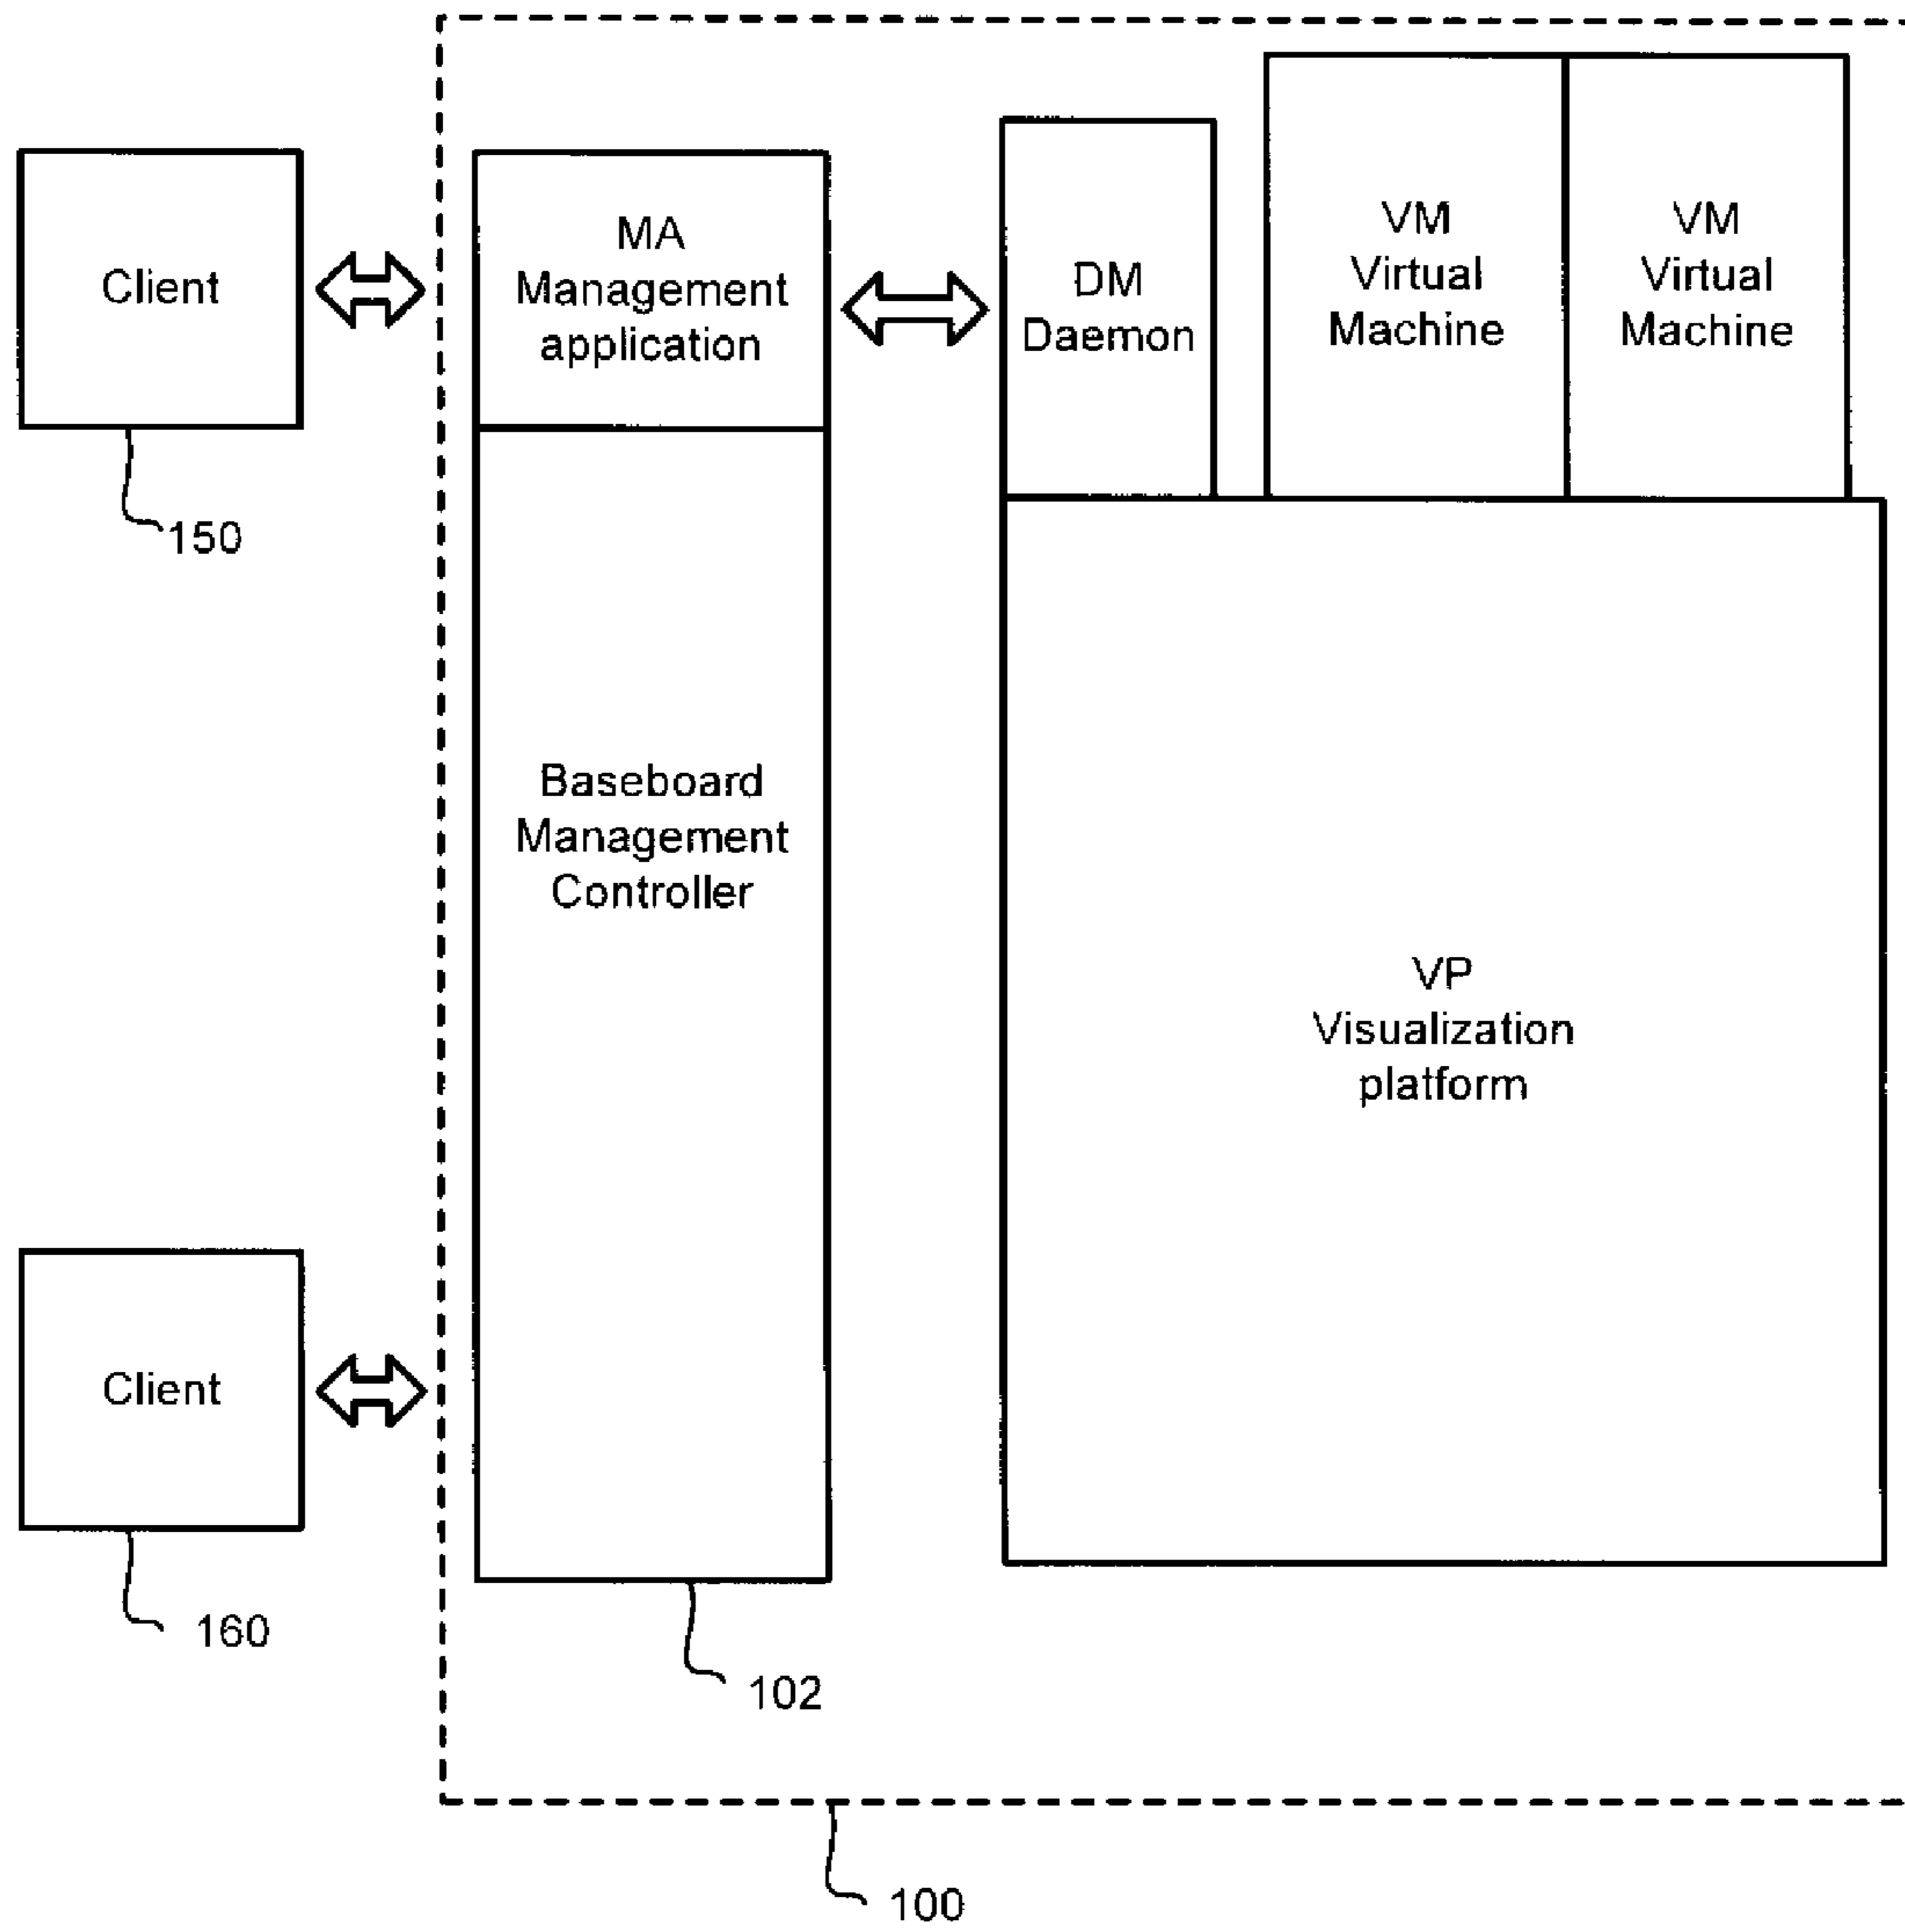 Client
150
MA
Management
application
DM
Daemon
VM
Virtual
Machine
VM
Virtual
Machine
Baseboard
Management
Controller
VP
Visualization
platform
Client
160
102
100